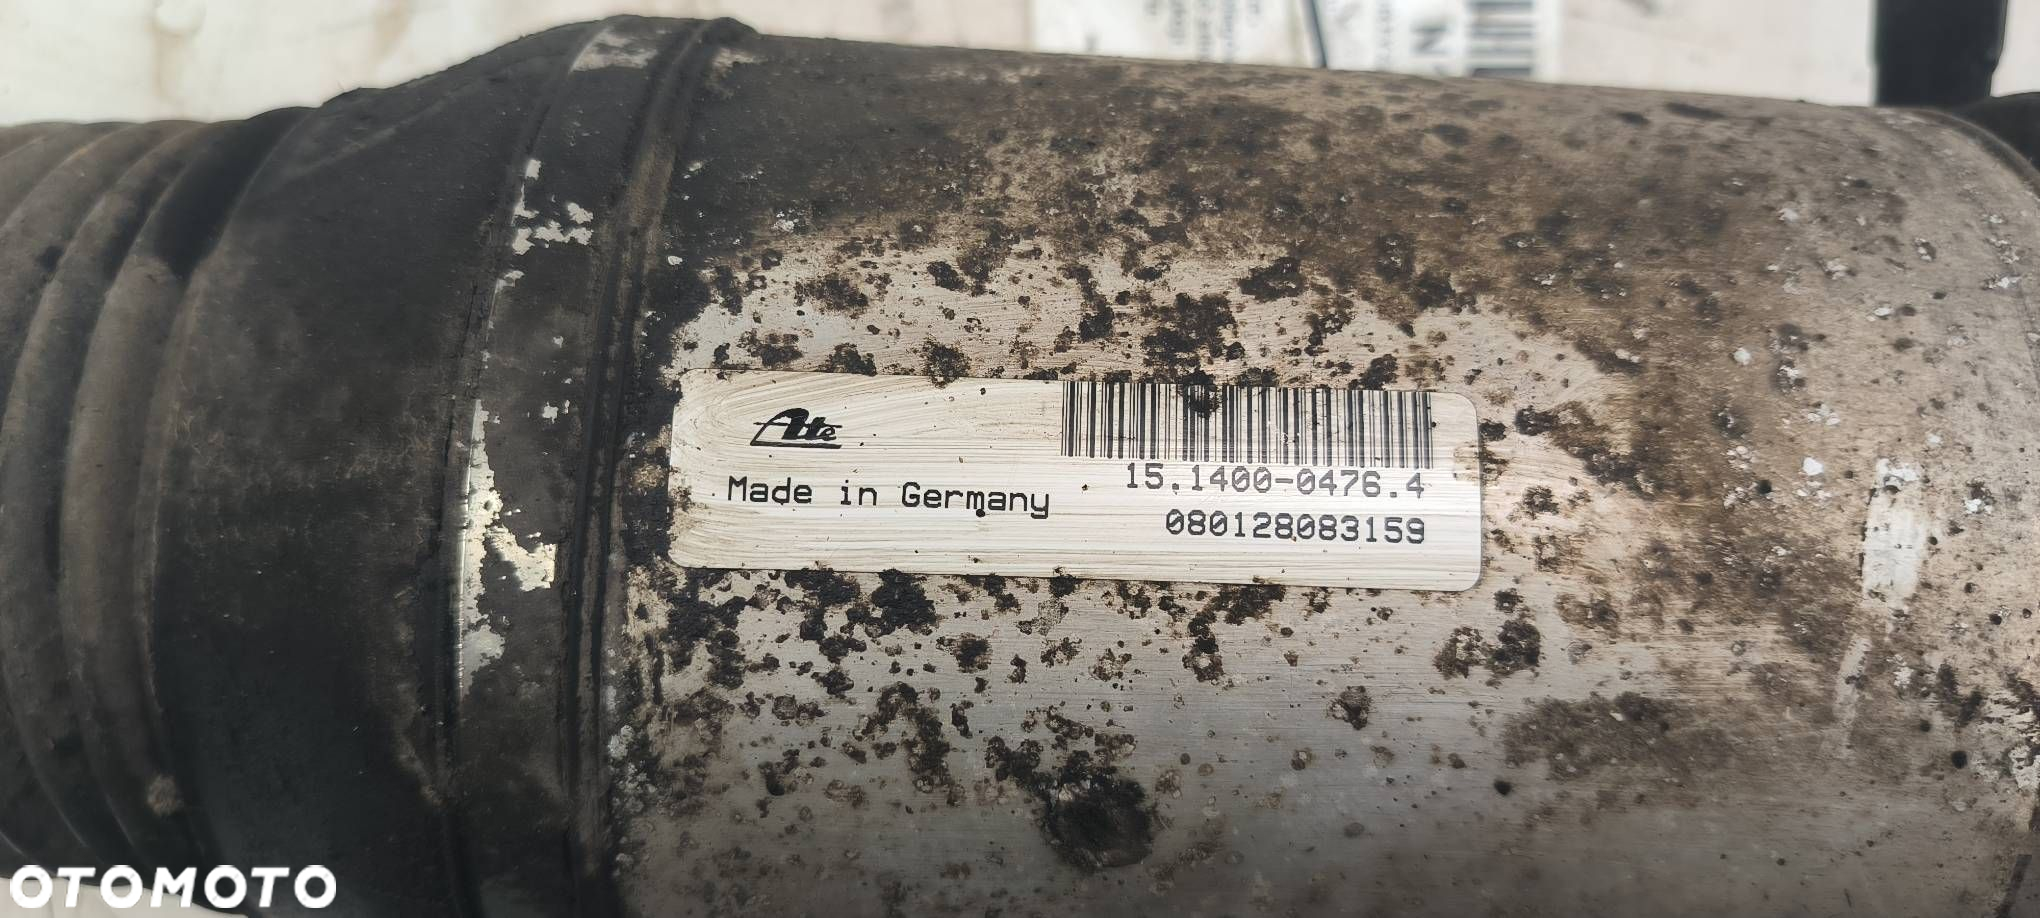 Ate
Made in Germany
15.1400-0476.4
080128083159
OTOMOTO